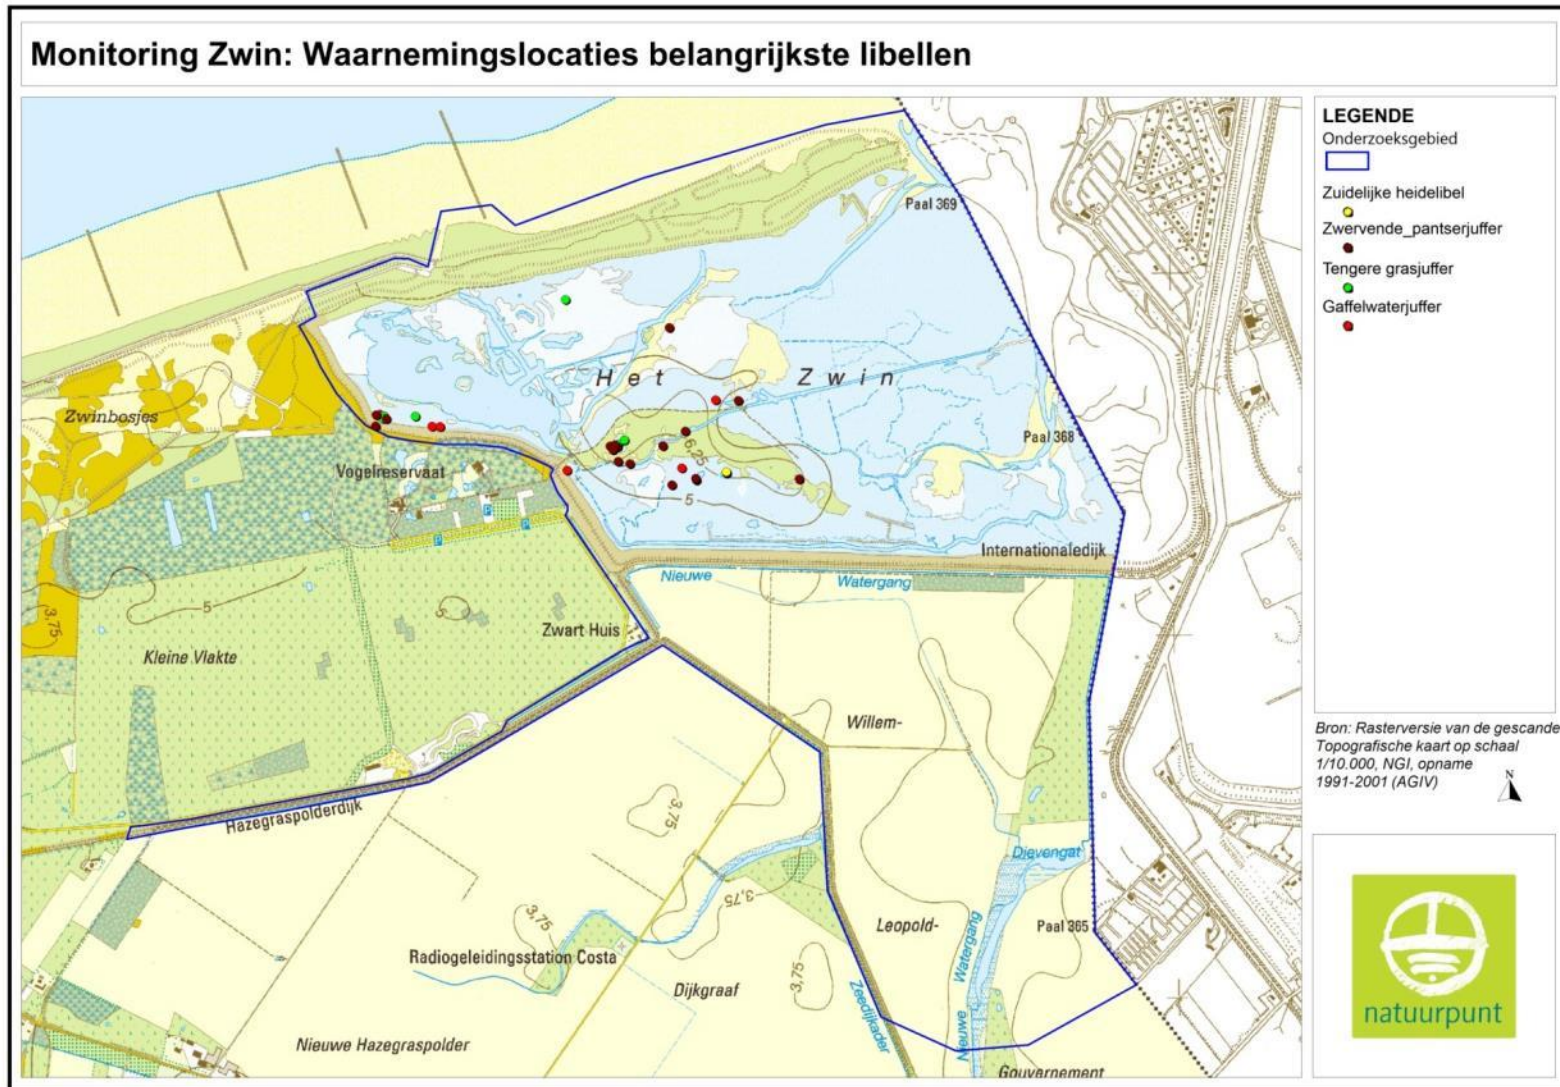 Monitoring Zwin: Waarnemingslocaties belangrijkste libellen
LEGENDE
Onderzoeksgebied
Zuidelijke heidelibel
Zwervende_pantserjuffer
Tengere grasjuffer
Gaffelwaterjuffer
Bron: Rasterversie van de gescande
Topografische kaart op schaal
1/10.000, NGI, opname
1991-2001 (AGIV)
N
natuurpunt
Paal 369
Het Zwin
Zwinbosjes
Paal 368
6,25
Vogelreservaat
5
P
P
Internationaledijk
Nieuwe Watergang
5
5
3,75
Zwart Huis
Kleine Vlakte
Willem-
Hazegraspolderdijk
3,75
Dievengat
3,75
3,75
Leopold-
Paal 365
Watergang
Radiogeleidingsstation Costa
3,75
Dijkgraaf
Zeedijkader
Nieuwe
Nieuwe Hazegraspolder
Gouvernement